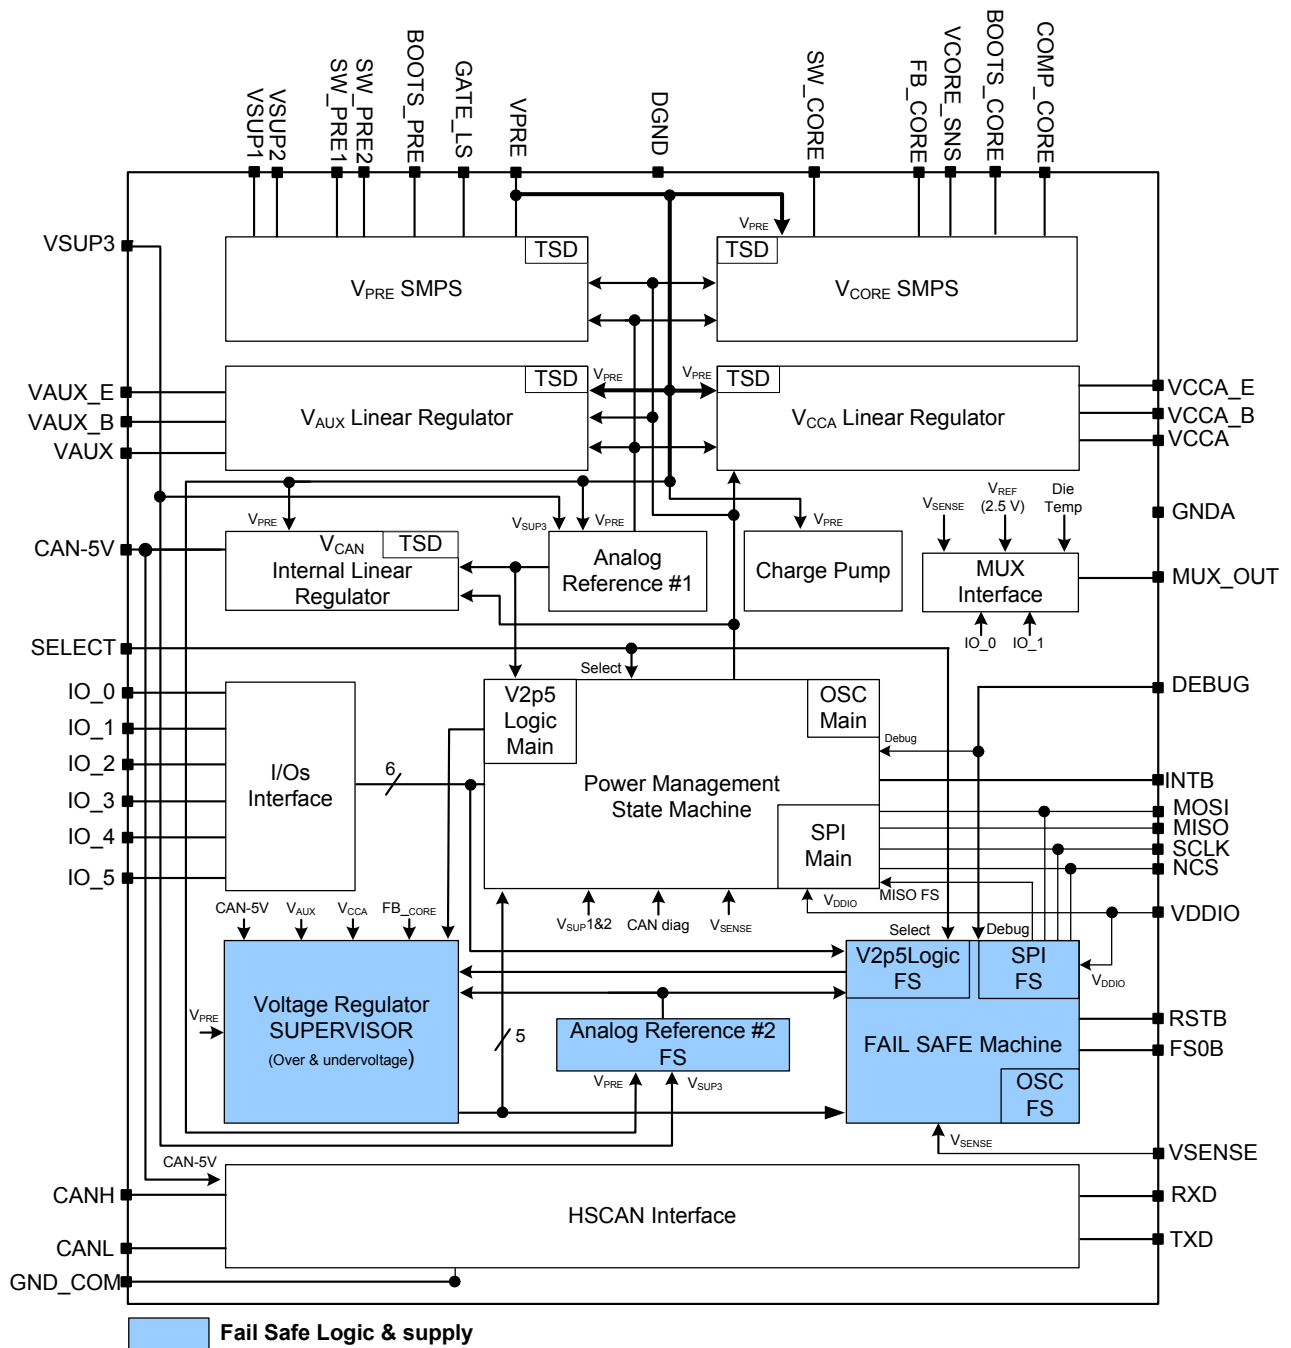 VSUP1
VSUP2
SW_PRE1
SW_PRE2
BOOTS_PRE
GATE_LS
VPRE
DGND
SW_CORE
FB_CORE
VCORE_SNS
BOOTS_CORE
COMP_CORE
VSUP3
VPRE
TSD
TSD
VPRE SMPS
VCORE SMPS
VAUX_E
VAUX_B
VAUX
TSD
VPRE
VPRE
TSD
VAUX Linear Regulator
VCCA Linear Regulator
VCCA_E
VCCA_B
VCCA
VPRE
VSUP3
VPRE
VPRE
VSENSE
VREF
(2.5 V)
Die
Temp
GNDA
CAN-5V
VCAN
TSD
Internal Linear
Regulator
Analog
Reference #1
Charge Pump
MUX
Interface
MUX_OUT
IO_0
IO_1
SELECT
Select
IO_0
IO_1
IO_2
IO_3
IO_4
IO_5
I/Os
Interface
6
V2p5
Logic
Main
OSC
Main
Power Management
State Machine
SPI
Main
Debug
DEBUG
INTB
MOSI
MISO
SCLK
NCS
MISO FS
VDDIO
VDDIO
CAN-5V
VAUX
VCCA
FB_CORE
VSUP1&2
CAN diag
VSENSE
Select
Debug
VPRE
Voltage Regulator
SUPERVISOR
(Over & undervoltage)
5
Analog Reference #2
FS
VPRE
VSUP3
V2p5Logic
FS
SPI
FS
VDDIO
FAIL SAFE Machine
OSC
FS
RSTB
FS0B
VSENSE
VSENSE
CAN-5V
CANH
CANL
GND_COM
HSCAN Interface
RXD
TXD
Fail Safe Logic & supply